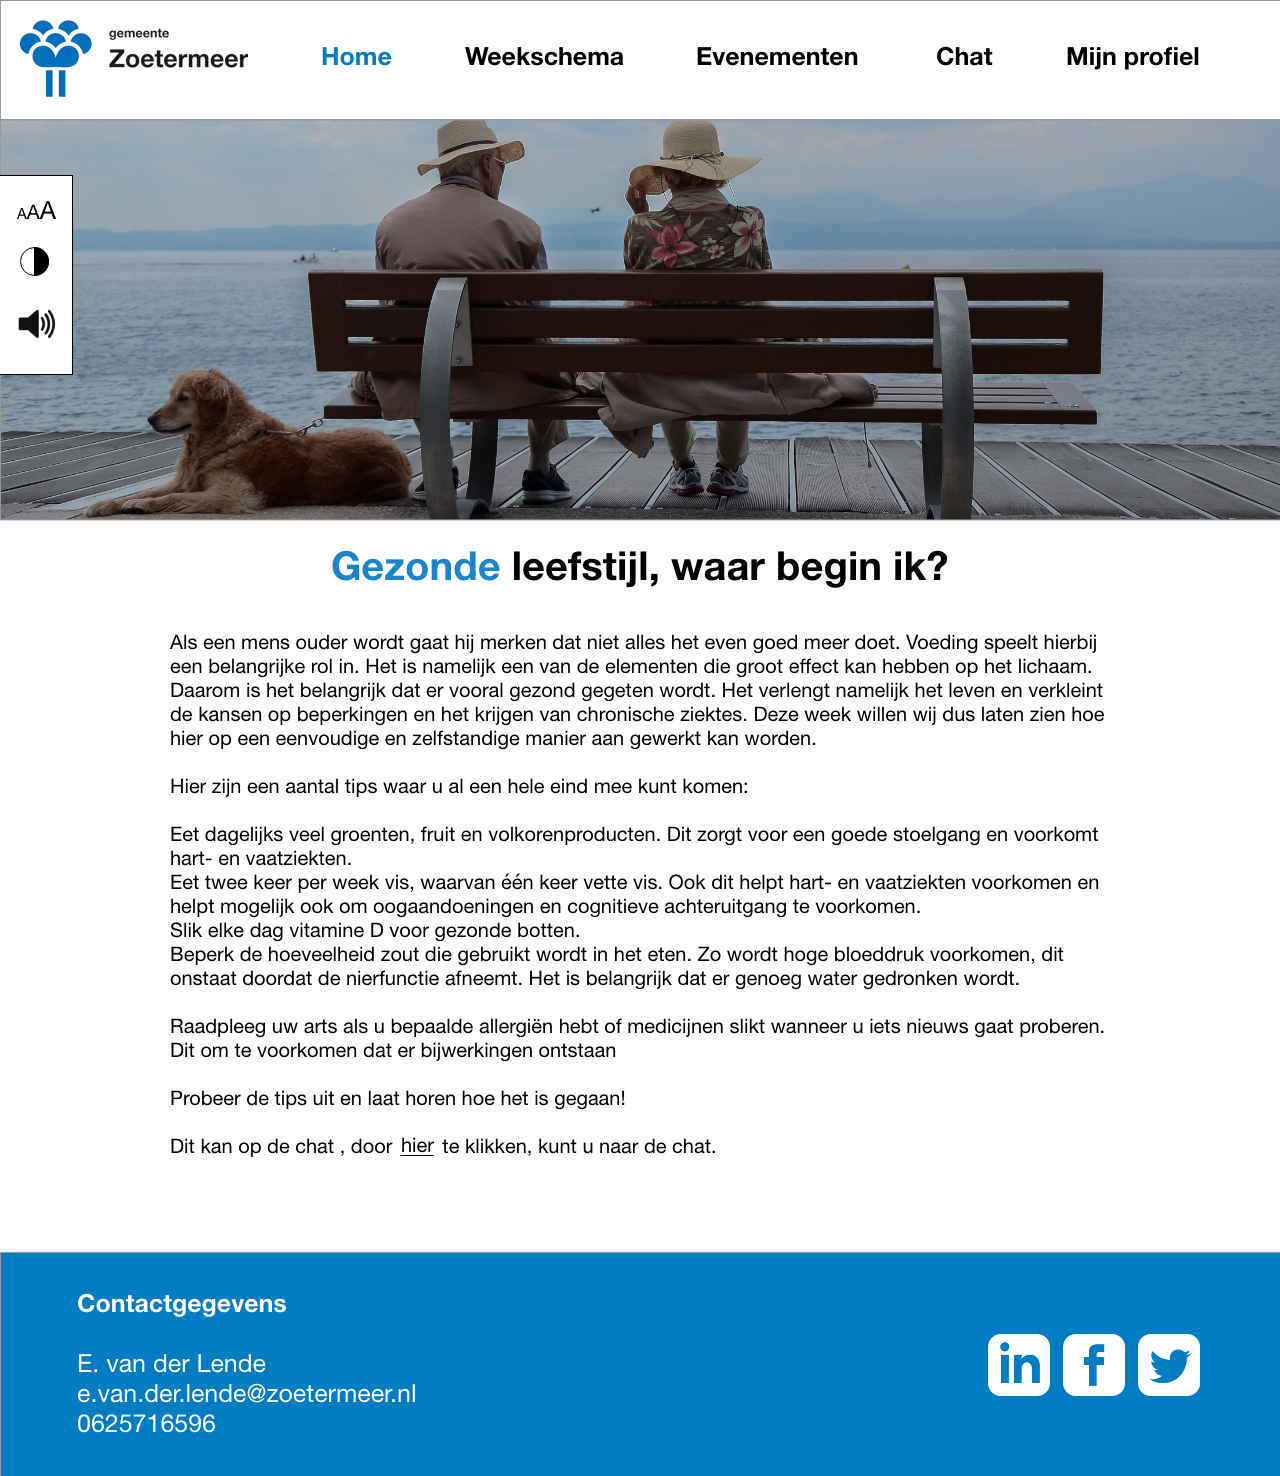 gemeente
Zoetermeer
Home
Weekschema
Evenementen
Chat
Mijn profiel
AAA
Gezonde leefstijl, waar begin ik?
Als een mens ouder wordt gaat hij merken dat niet alles het even goed meer doet. Voeding speelt hierbij
een belangrijke rol in. Het is namelijk een van de elementen die groot effect kan hebben op het lichaam.
Daarom is het belangrijk dat er vooral gezond gegeten wordt. Het verlengt namelijk het leven en verkleint
de kansen op beperkingen en het krijgen van chronische ziektes. Deze week willen wij dus laten zien hoe
hier op een eenvoudige en zelfstandige manier aan gewerkt kan worden.
Hier zijn een aantal tips waar u al een hele eind mee kunt komen:
Eet dagelijks veel groenten, fruit en volkorenproducten. Dit zorgt voor een goede stoelgang en voorkomt
hart- en vaatziekten.
Eet twee keer per week vis, waarvan één keer vette vis. Ook dit helpt hart- en vaatziekten voorkomen en
helpt mogelijk ook om oogaandoeningen en cognitieve achteruitgang te voorkomen.
Slik elke dag vitamine D voor gezonde botten.
Beperk de hoeveelheid zout die gebruikt wordt in het eten. Zo wordt hoge bloeddruk voorkomen, dit
onstaat doordat de nierfunctie afneemt. Het is belangrijk dat er genoeg water gedronken wordt.
Raadpleeg uw arts als u bepaalde allergiën hebt of medicijnen slikt wanneer u iets nieuws gaat proberen.
Dit om te voorkomen dat er bijwerkingen ontstaan
Probeer de tips uit en laat horen hoe het is gegaan!
Dit kan op de chat , door hier te klikken, kunt u naar de chat.
Contactgegevens
E. van der Lende
e.van.der.lende@zoetermeer.nl
0625716596
in
f